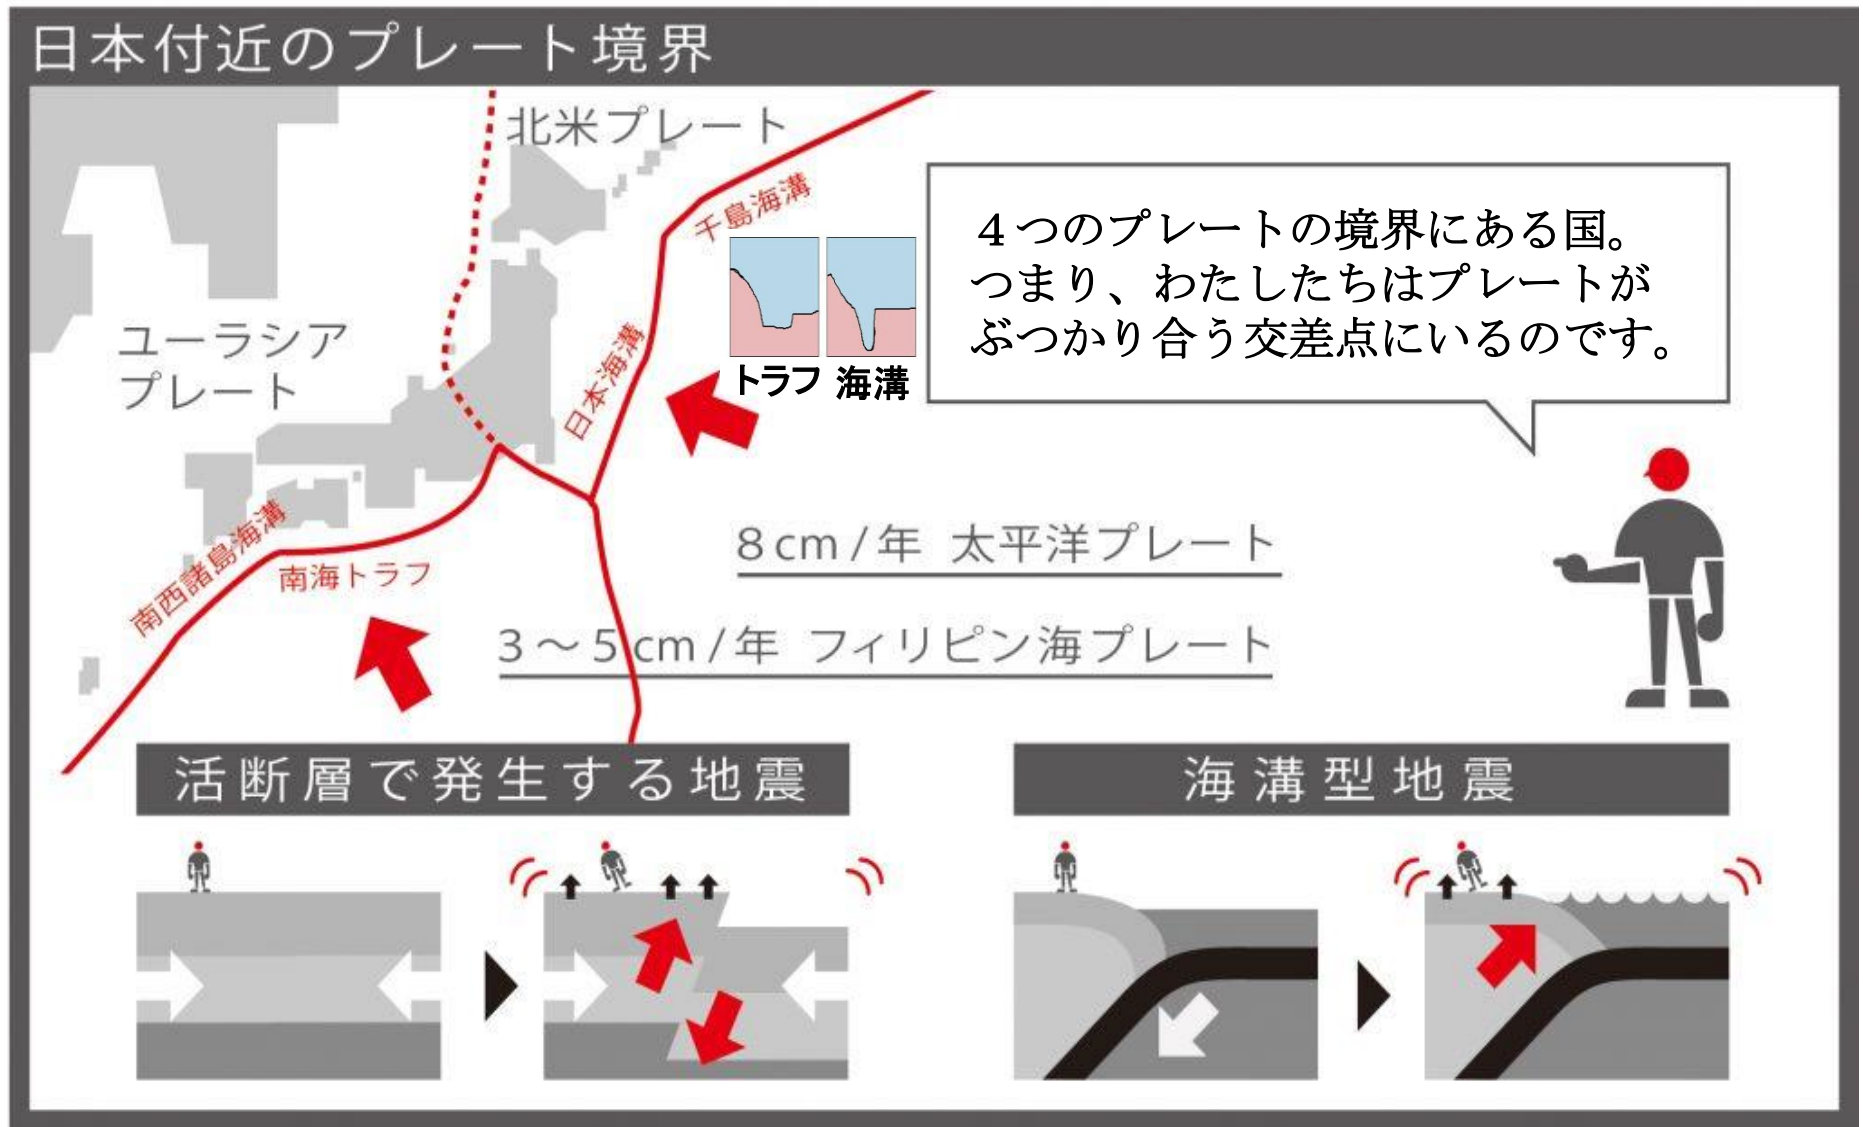 日本付近のプレート境界
北米プレート
千島海溝
4つのプレートの境界にある国。
つまり、わたしたちはプレートが
ぶつかり合う交差点にいるのです。
ユーラシア
プレート
日本海溝
トラフ 海溝
8cm/年 太平洋プレート
南西諸島海溝
南海トラフ
3～5cm/年 フィリピン海プレート
活断層で発生する地震
海溝型地震